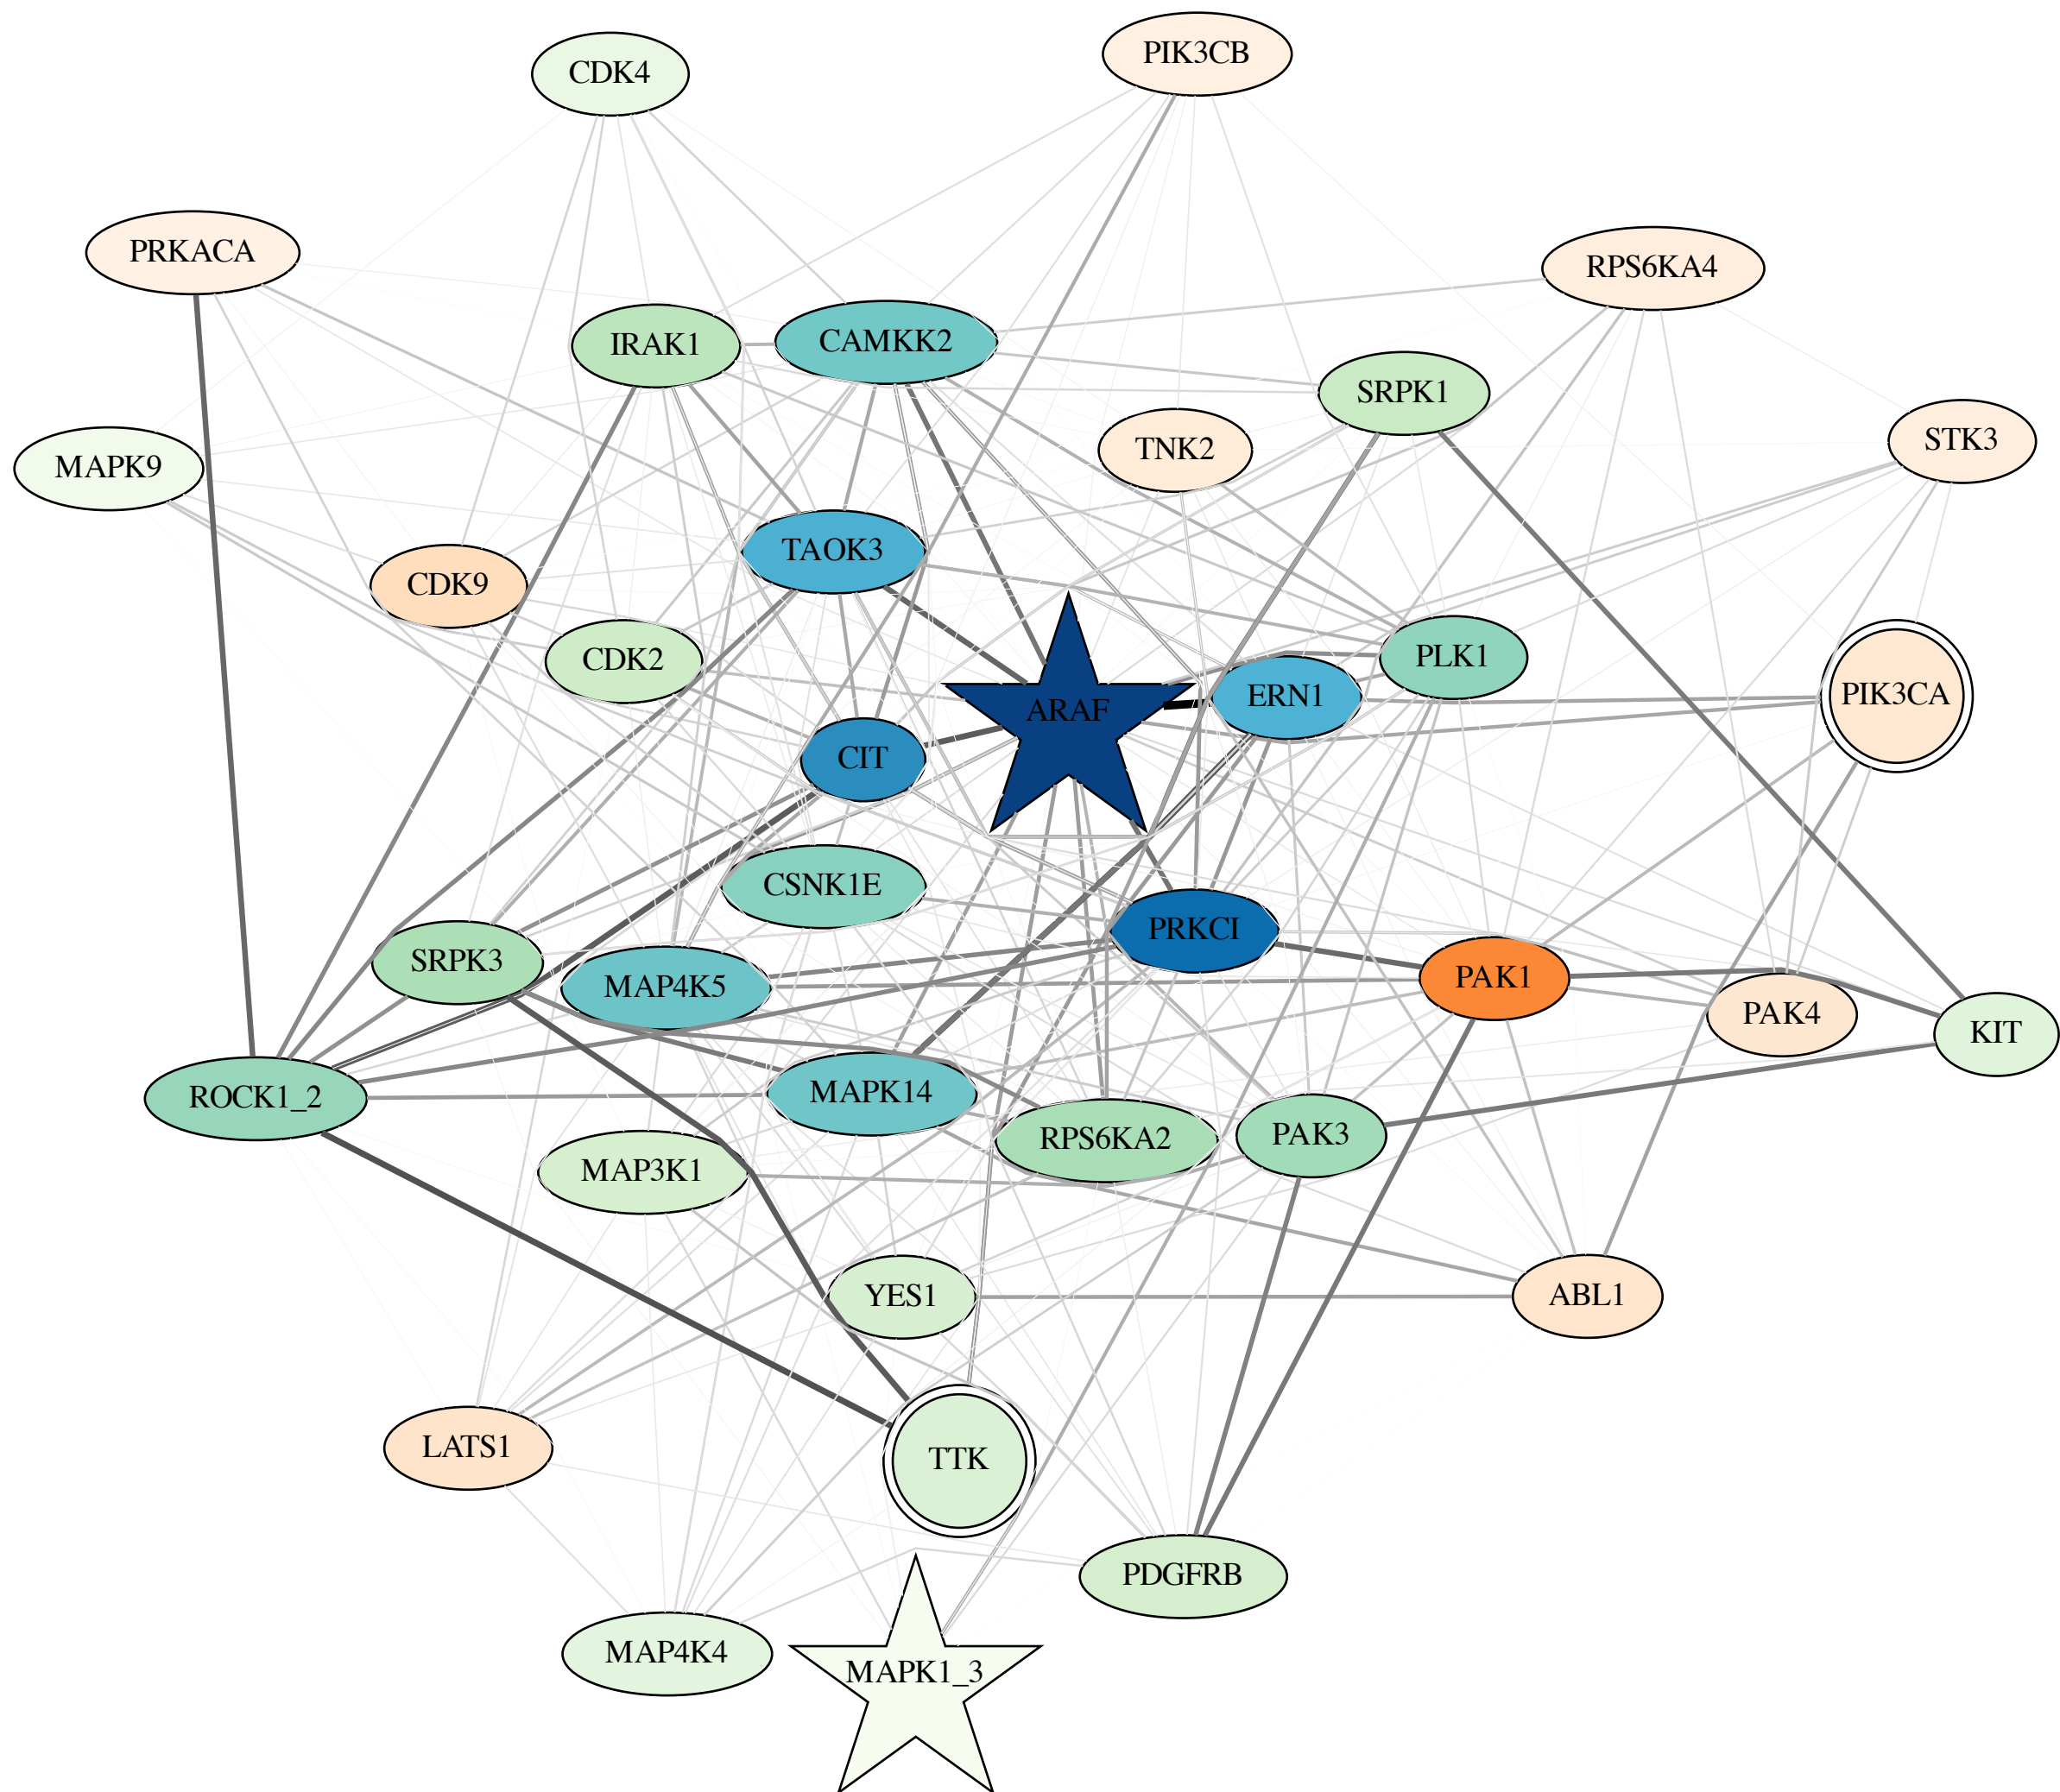 PIK3CB
CDK4
PRKACA
RPS6KA4
IRAK1
CAMKK2
SRPK1
TNK2
STK3
MAPK9
TAOK3
CDK9
CDK2
PLK1
ERN1
PIK3CA
ARAF
CIT
CSNK1E
PRKCI
SRPK3
PAK1
MAP4K5
PAK4
KIT
ROCK1_2
MAPK14
RPS6KA2
PAK3
MAP3K1
YES1
ABL1
LATS1
TTK
PDGFRB
MAP4K4
MAPK1_3